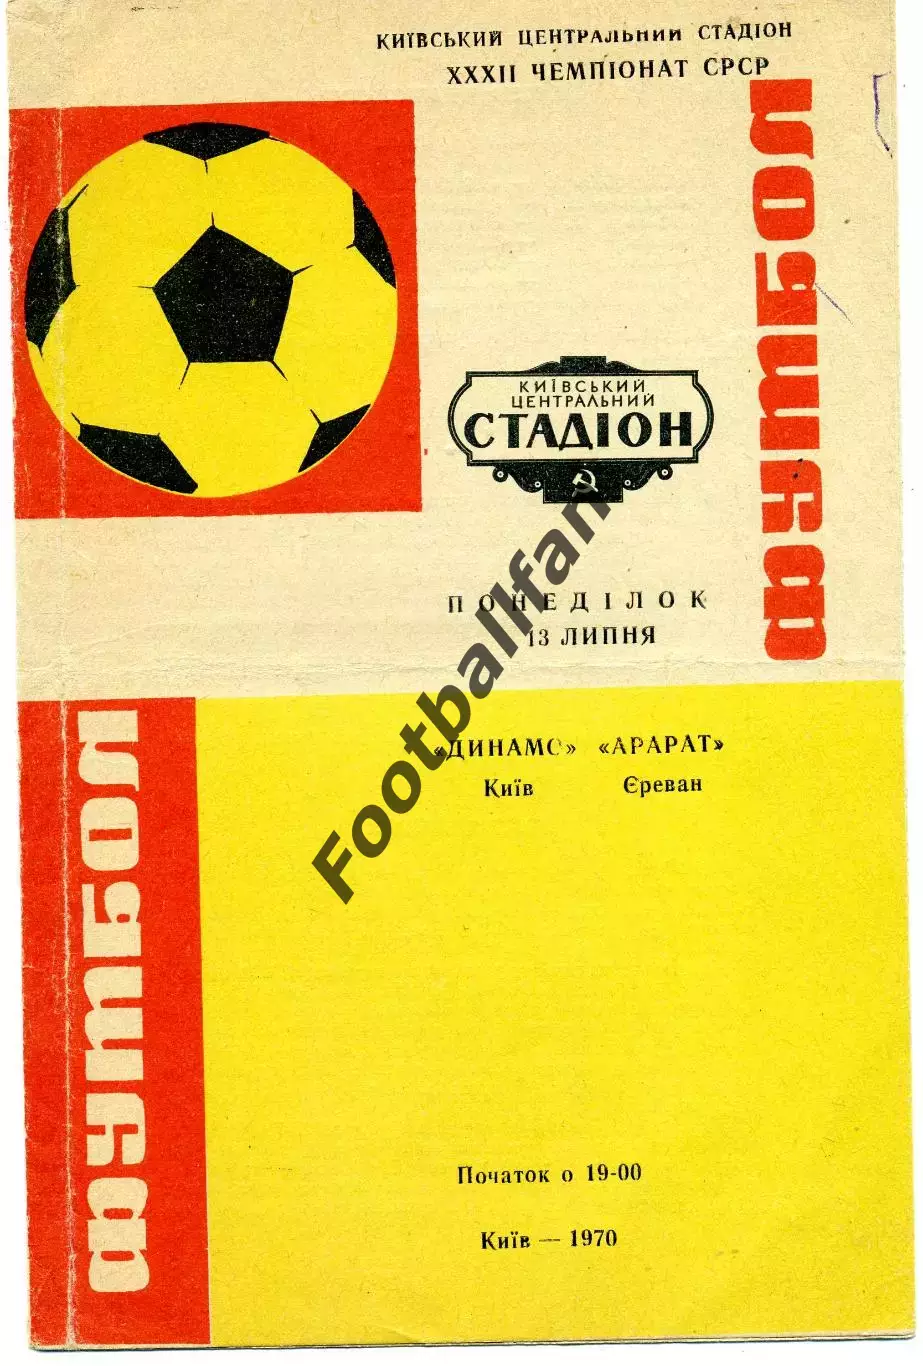 КИЇВСЬКИЙ ЦЕНТРАЛЬНИЙ СТАДІОН
XXXII ЧЕМПІОНАТ СРСР
ФУТБОЛ
КИЇВСЬКИЙ
ЦЕНТРАЛЬНИЙ
СТАДІОН
ПОНЕДІЛОК
13 ЛИПНЯ
Footballfan
«ДИНАМО» «АРАРАТ»
Київ Єреван
ФУТБОЛ
Початок о 19-00
Київ — 1970